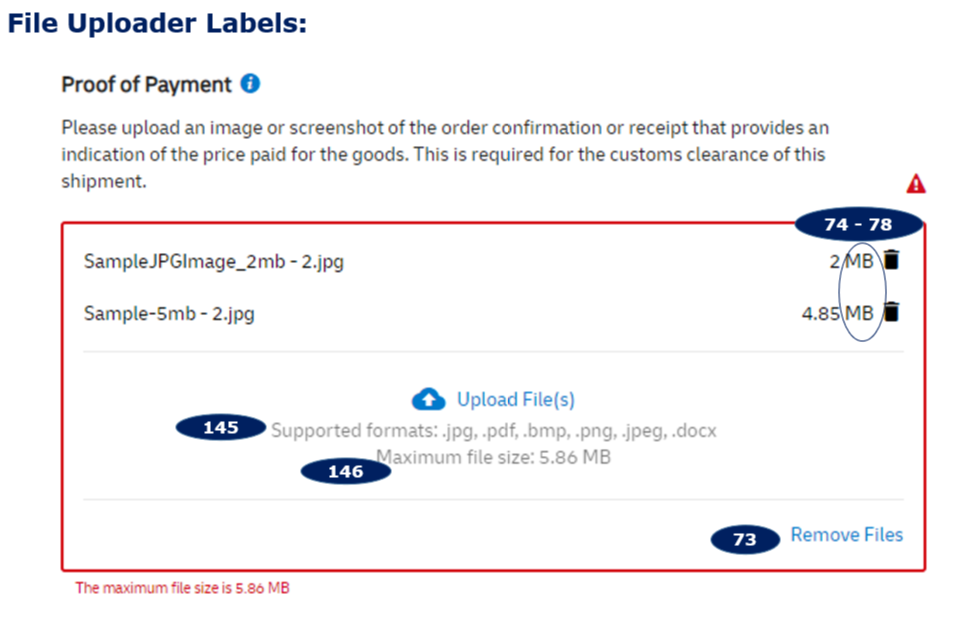 File Uploader Labels:
Proof of Payment
Please upload an image or screenshot of the order confirmation or receipt that provides an
indication of the price paid for the goods. This is required for the customs clearance of this
shipment.
74 - 78
SampleJPGImage_2mb - 2.jpg 2 MB
Sample-5mb - 2.jpg 4.85 MB
Upload File(s)
145 Supported formats: .jpg, .pdf, .bmp, .png, .jpeg, .docx
146 Maximum file size: 5.86 MB
73 Remove Files
The maximum file size is 5.86 MB